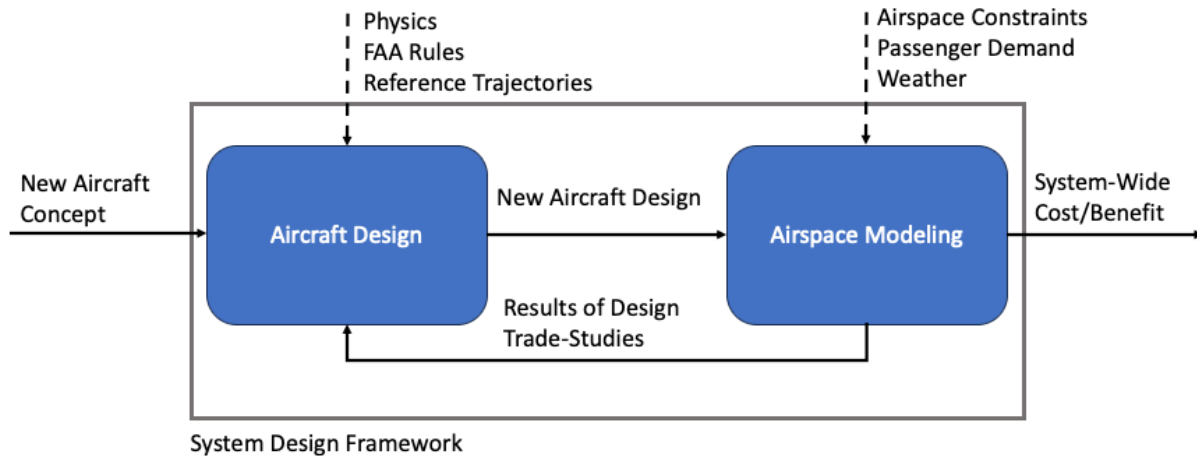 Physics
FAA Rules
Reference Trajectories
Airspace Constraints
Passenger Demand
Weather
New Aircraft
Concept
Aircraft Design
New Aircraft Design
Airspace Modeling
System-Wide
Cost/Benefit
Results of Design
Trade-Studies
System Design Framework